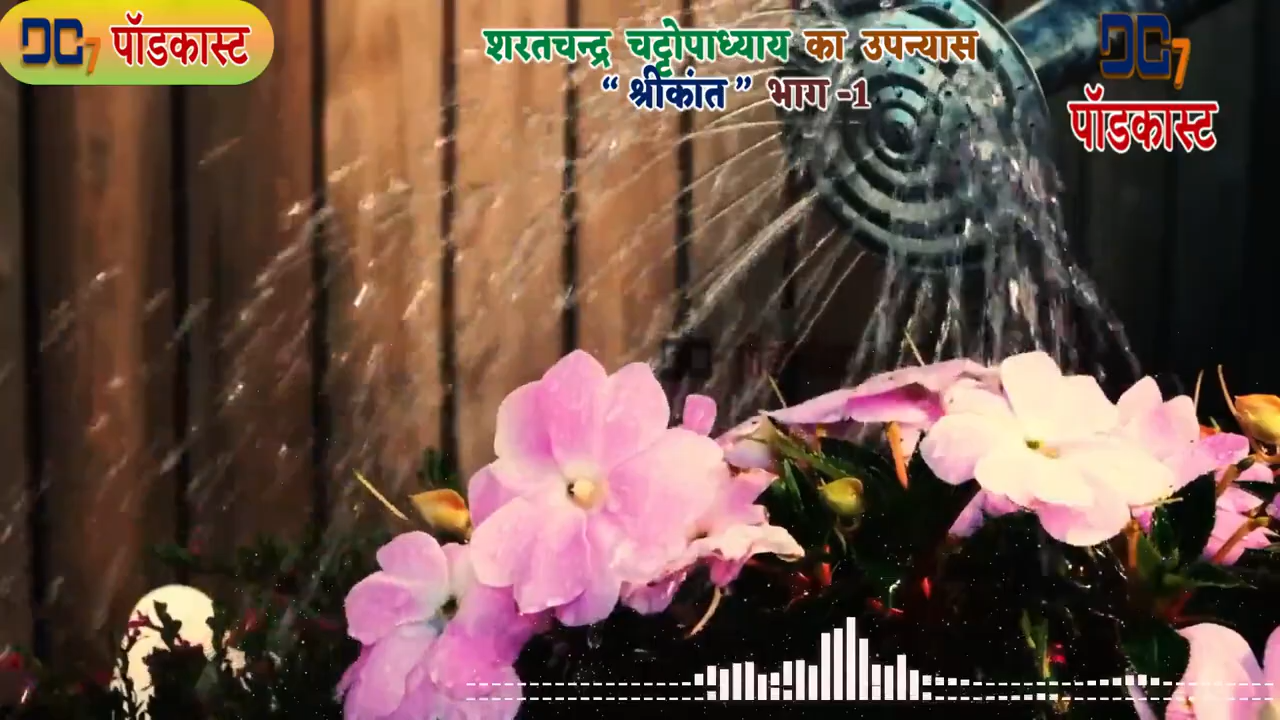 DC7 पॉडकास्ट
शरतचन्द्र चट्टोपाध्याय का उपन्यास
“ श्रीकांत ” भाग -1
DC7
पॉडकास्ट